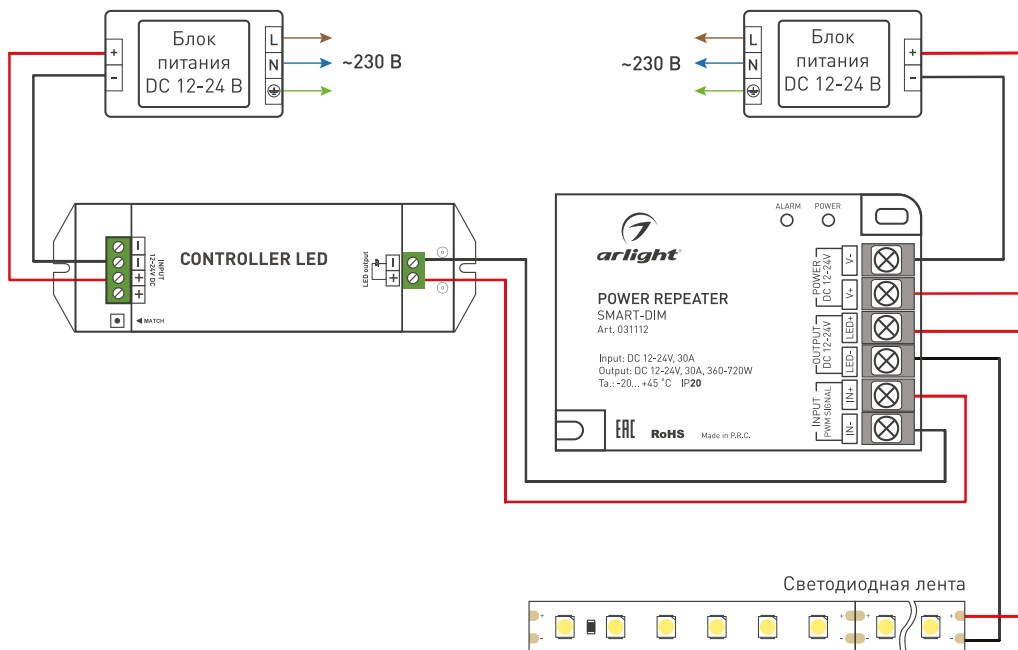 Блок
питания
DC 12-24 В
+
−
L
N
~230 В
~230 В
L
N
Блок
питания
DC 12-24 В
+
−
CONTROLLER LED
INPUT
12-24V DC
− − + +
MATCH
LED output
− +
ALARM POWER
arlight®
POWER REPEATER
SMART-DIM
Art. 031112
Input: DC 12-24V, 30A
Output: DC 12-24V, 30A, 360-720W
Ta.: -20... +45 °C IP20
EAC RoHS Made in P.R.C.
POWER
DC 12-24V
V-
V+
OUTPUT
DC 12-24V
LED+
LED-
INPUT
PWM SIGNAL
IN+
IN-
Светодиодная лента
+ + + +
- - - -